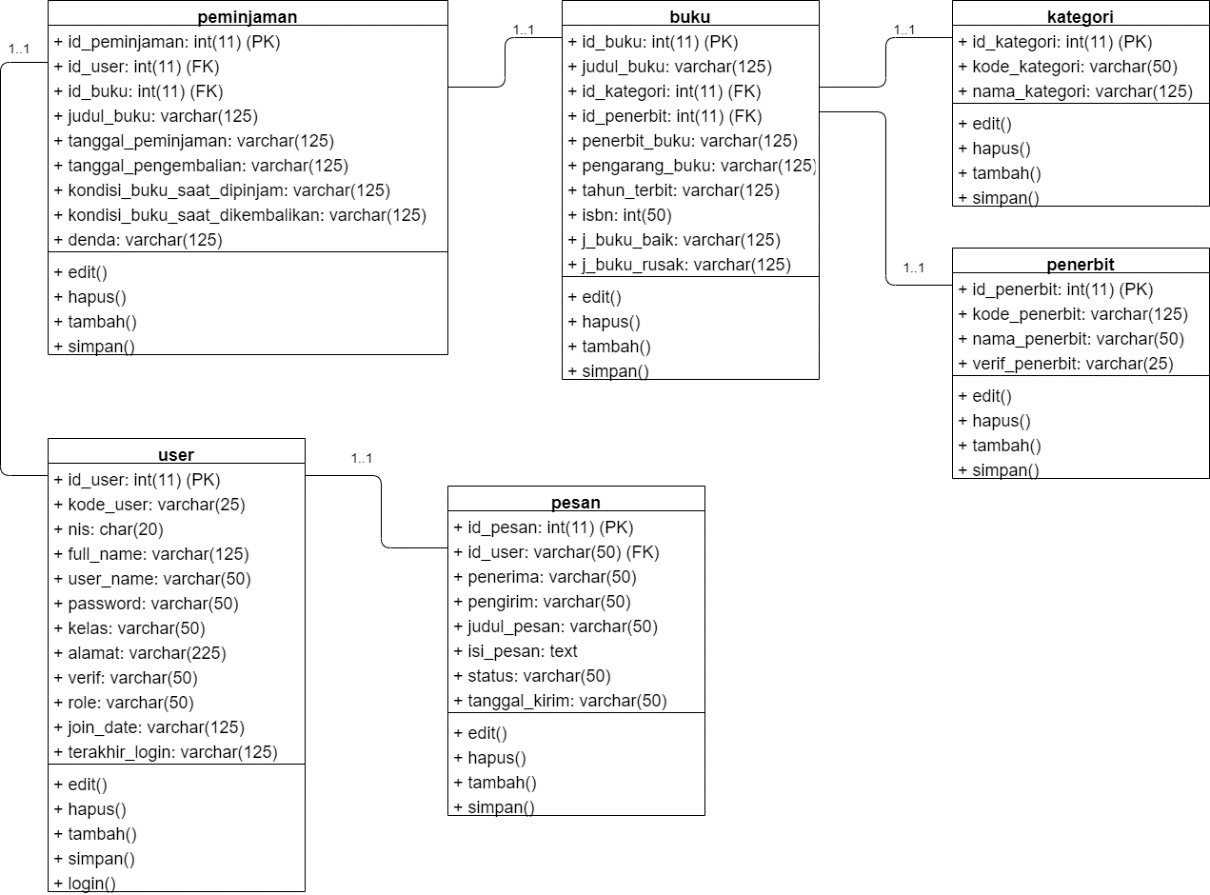 peminjaman
+ id_peminjaman: int(11) (PK)
+ id_user: int(11) (FK)
+ id_buku: int(11) (FK)
+ judul_buku: varchar(125)
+ tanggal_peminjaman: varchar(125)
+ tanggal_pengembalian: varchar(125)
+ kondisi_buku_saat_dipinjam: varchar(125)
+ kondisi_buku_saat_dikembalikan: varchar(125)
+ denda: varchar(125)
+ edit()
+ hapus()
+ tambah()
+ simpan()
1..1
1..1
buku
+ id_buku: int(11) (PK)
+ judul_buku: varchar(125)
+ id_kategori: int(11) (FK)
+ id_penerbit: int(11) (FK)
+ penerbit_buku: varchar(125)
+ pengarang_buku: varchar(125)
+ tahun_terbit: varchar(125)
+ isbn: int(50)
+ j_buku_baik: varchar(125)
+ j_buku_rusak: varchar(125)
+ edit()
+ hapus()
+ tambah()
+ simpan()
1..1
kategori
+ id_kategori: int(11) (PK)
+ kode_kategori: varchar(50)
+ nama_kategori: varchar(125)
+ edit()
+ hapus()
+ tambah()
+ simpan()
1..1
penerbit
+ id_penerbit: int(11) (PK)
+ kode_penerbit: varchar(125)
+ nama_penerbit: varchar(50)
+ verif_penerbit: varchar(25)
+ edit()
+ hapus()
+ tambah()
+ simpan()
user
+ id_user: int(11) (PK)
+ kode_user: varchar(25)
+ nis: char(20)
+ full_name: varchar(125)
+ user_name: varchar(50)
+ password: varchar(50)
+ kelas: varchar(50)
+ alamat: varchar(225)
+ verif: varchar(50)
+ role: varchar(50)
+ join_date: varchar(125)
+ terakhir_login: varchar(125)
+ edit()
+ hapus()
+ tambah()
+ simpan()
+ login()
1..1
pesan
+ id_pesan: int(11) (PK)
+ id_user: varchar(50) (FK)
+ penerima: varchar(50)
+ pengirim: varchar(50)
+ judul_pesan: varchar(50)
+ isi_pesan: text
+ status: varchar(50)
+ tanggal_kirim: varchar(50)
+ edit()
+ hapus()
+ tambah()
+ simpan()